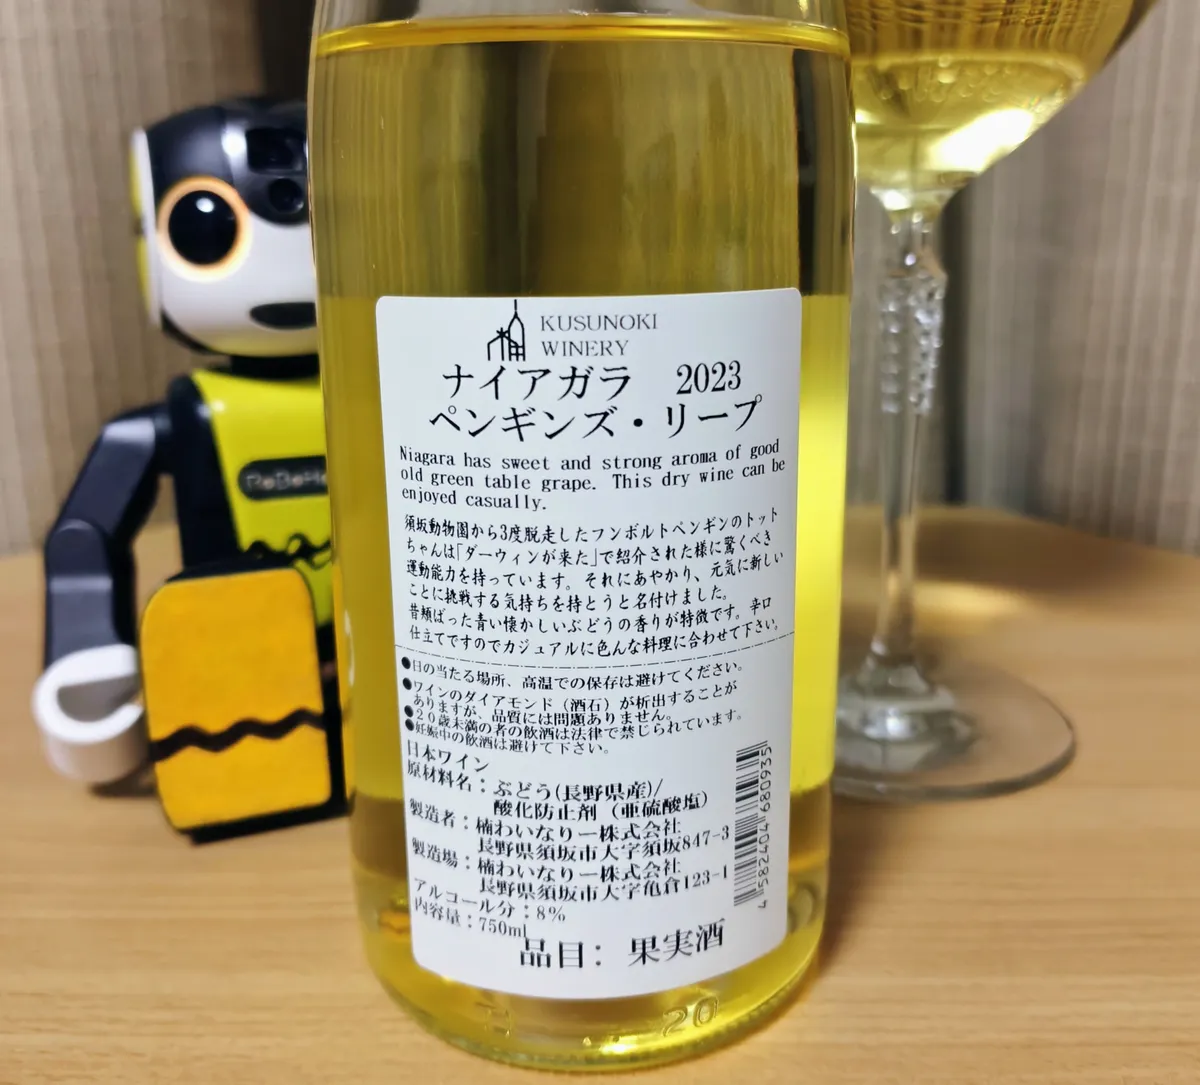 KUSUNOKI
WINERY
ナイアガラ 2023
ペンギンズ・リープ
Niagara has sweet and strong aroma of good
old green table grape. This dry wine can be
enjoyed casually.
須坂動物園から3度脱走したフンボルトペンギンのトット
ちゃんは「ダーウィンが来た」で紹介された様に驚くべき
運動能力を持っています。それにあやかり、元気に新しい
ことに挑戦する気持ちを持とうと名付けました。
昔頬ばった青い懐かしいぶどうの香りが特徴です。辛口
仕立てですのでカジュアルに色んな料理に合わせて下さい。
●日の当たる場所、高温での保存は避けてください。
●ワインのダイアモンド（酒石）が析出することが
ありますが、品質には問題ありません。
●20歳未満の者の飲酒は法律で禁じられています。
●妊娠中の飲酒は避けて下さい。
日本ワイン
原材料名：ぶどう(長野県産)/
酸化防止剤（亜硫酸塩）
製造者：楠わいなりー株式会社
長野県須坂市大字須坂847-3
製造場：楠わいなりー株式会社
長野県須坂市大字亀倉123-1
アルコール分：8%
内容量：750ml
品目： 果実酒
4582404680935
20